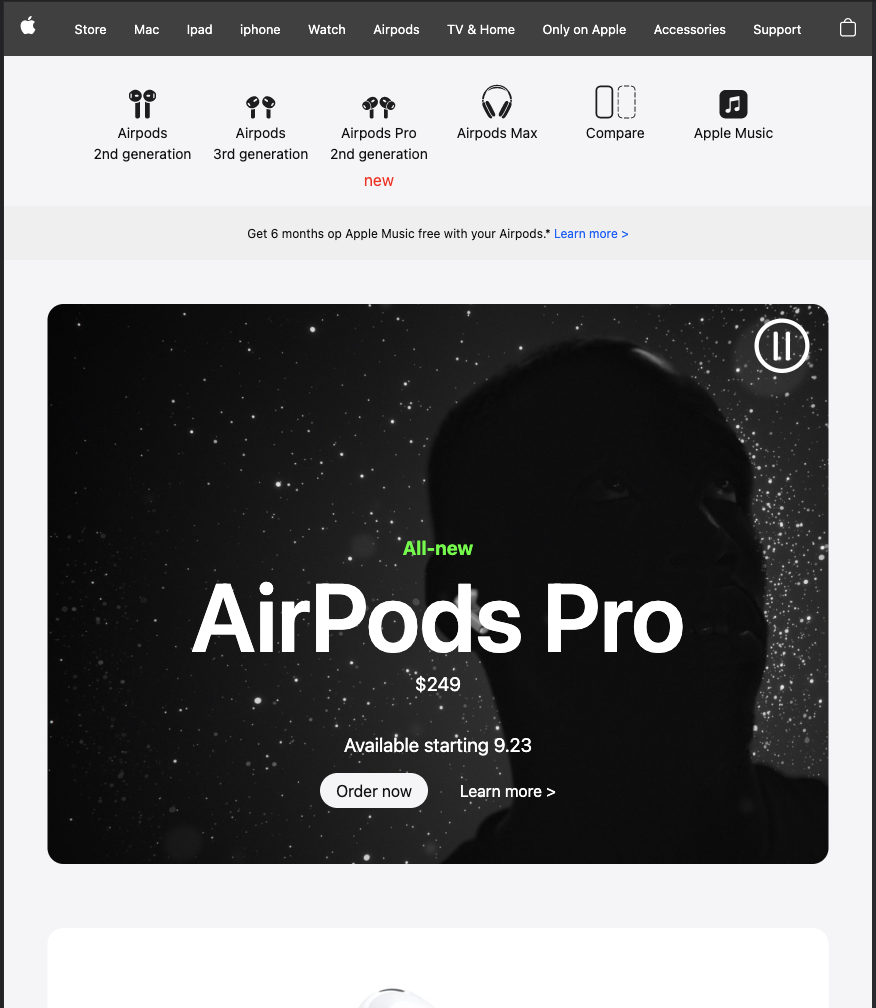 Store Mac Ipad iphone Watch Airpods TV & Home Only on Apple Accessories Support
Airpods
2nd generation
Airpods
3rd generation
Airpods Pro
2nd generation
new
Airpods Max
Compare
Apple Music
Get 6 months op Apple Music free with your Airpods.* Learn more >
All-new
AirPods Pro
$249
Available starting 9.23
Order now Learn more >